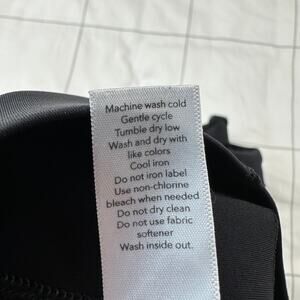 Machine wash cold
Gentle cycle
Tumble dry low
Wash and dry with
like colors
Cool iron
Do not iron label
Use non-chlorine
bleach when needed
Do not dry clean
Do not use fabric
softener
Wash inside out.